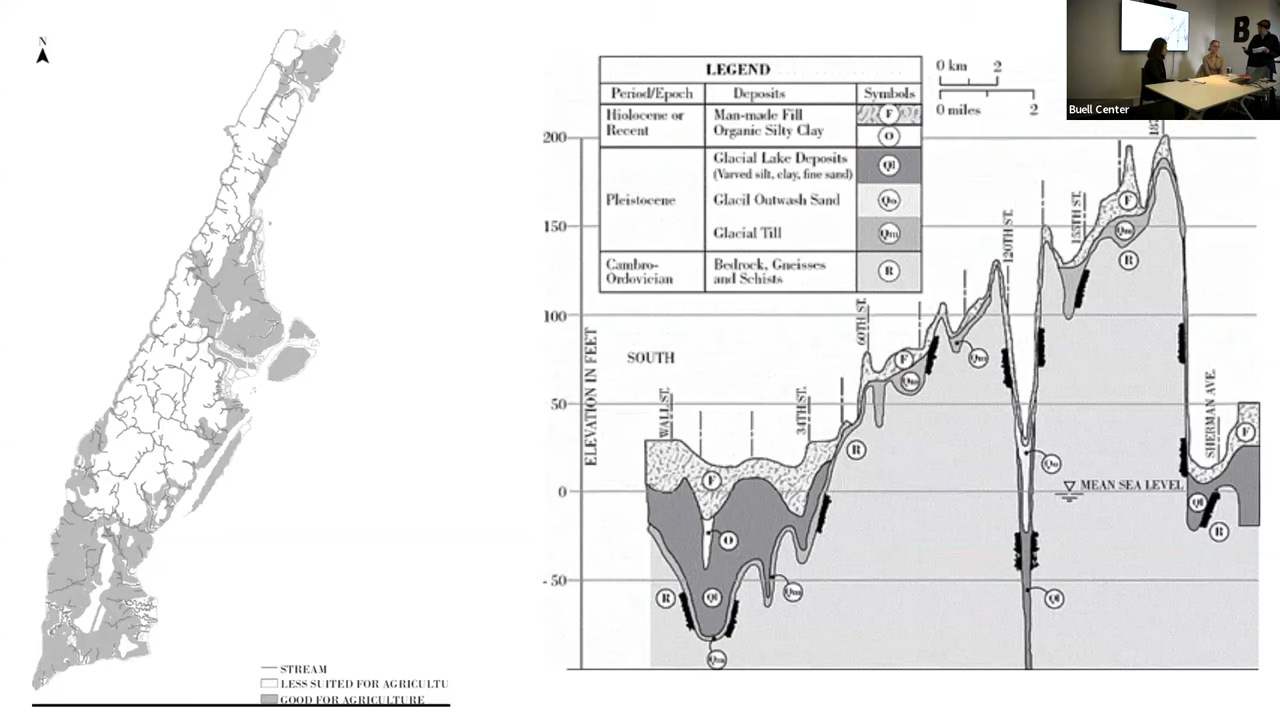 N
STREAM
LESS SUITED FOR AGRICULTU
GOOD FOR AGRICULTURE
LEGEND
Period/Epoch Deposits Symbols
Hiolocene or Recent Man-made Fill F
Organic Silty Clay O
Pleistocene Glacial Lake Deposits Ql
(Varved silt, clay, fine sand)
Glacil Outwash Sand Qo
Glacial Till Qm
Cambro-Ordovician Bedrock, Gneisses and Schists R
0 km 2
0 miles 2
Buell Center
B
200
150
100
50
0
- 50
ELEVATION IN FEET
SOUTH
WALL ST.
34TH ST.
60TH ST.
120TH ST.
155TH ST.
187
SHERMAN AVE.
MEAN SEA LEVEL
F
F
F
F
O
Ql
Qm
Qm
Qm
Qm
Qm
Qo
Ql
Ql
R
R
R
R